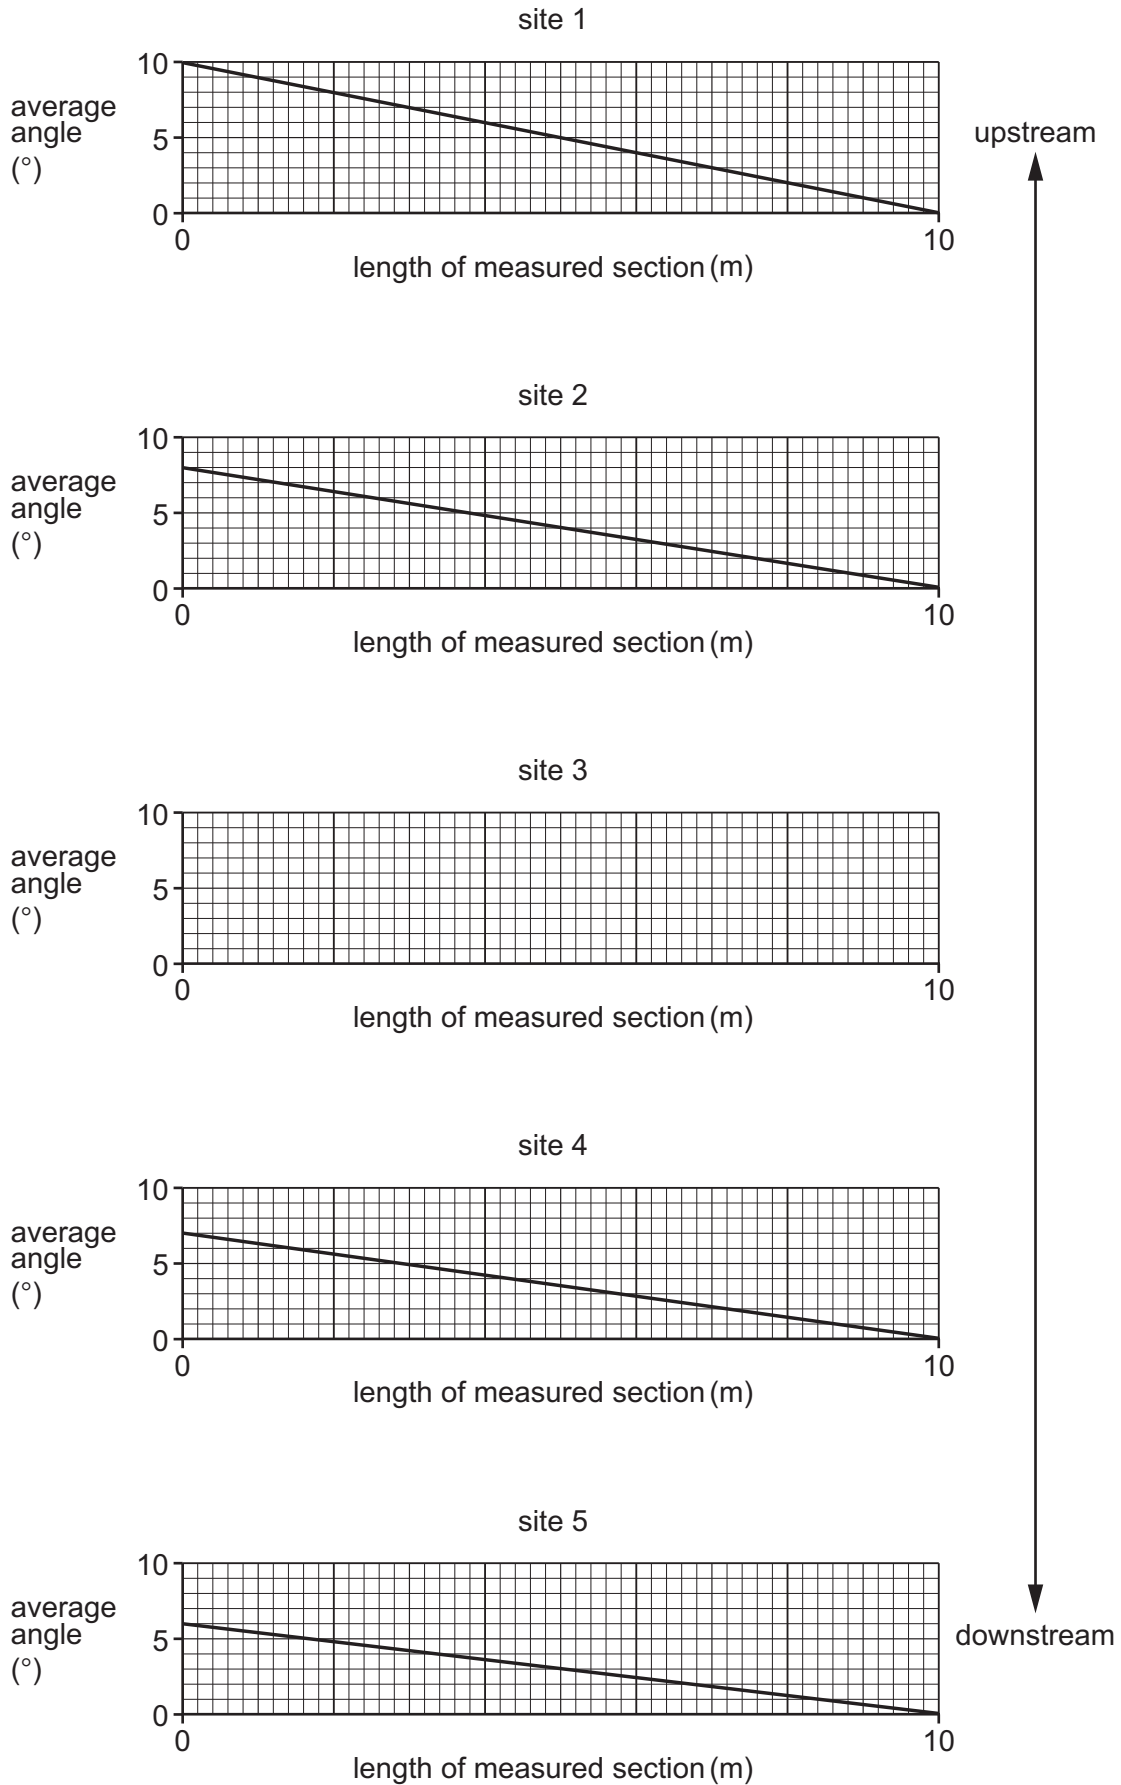 site 1
10
average
angle
(°)
5
0
0
10
length of measured section (m)
upstream
site 2
10
average
angle
(°)
5
0
0
10
length of measured section (m)
site 3
10
average
angle
(°)
5
0
0
10
length of measured section (m)
site 4
10
average
angle
(°)
5
0
0
10
length of measured section (m)
site 5
10
average
angle
(°)
5
0
0
10
length of measured section (m)
downstream